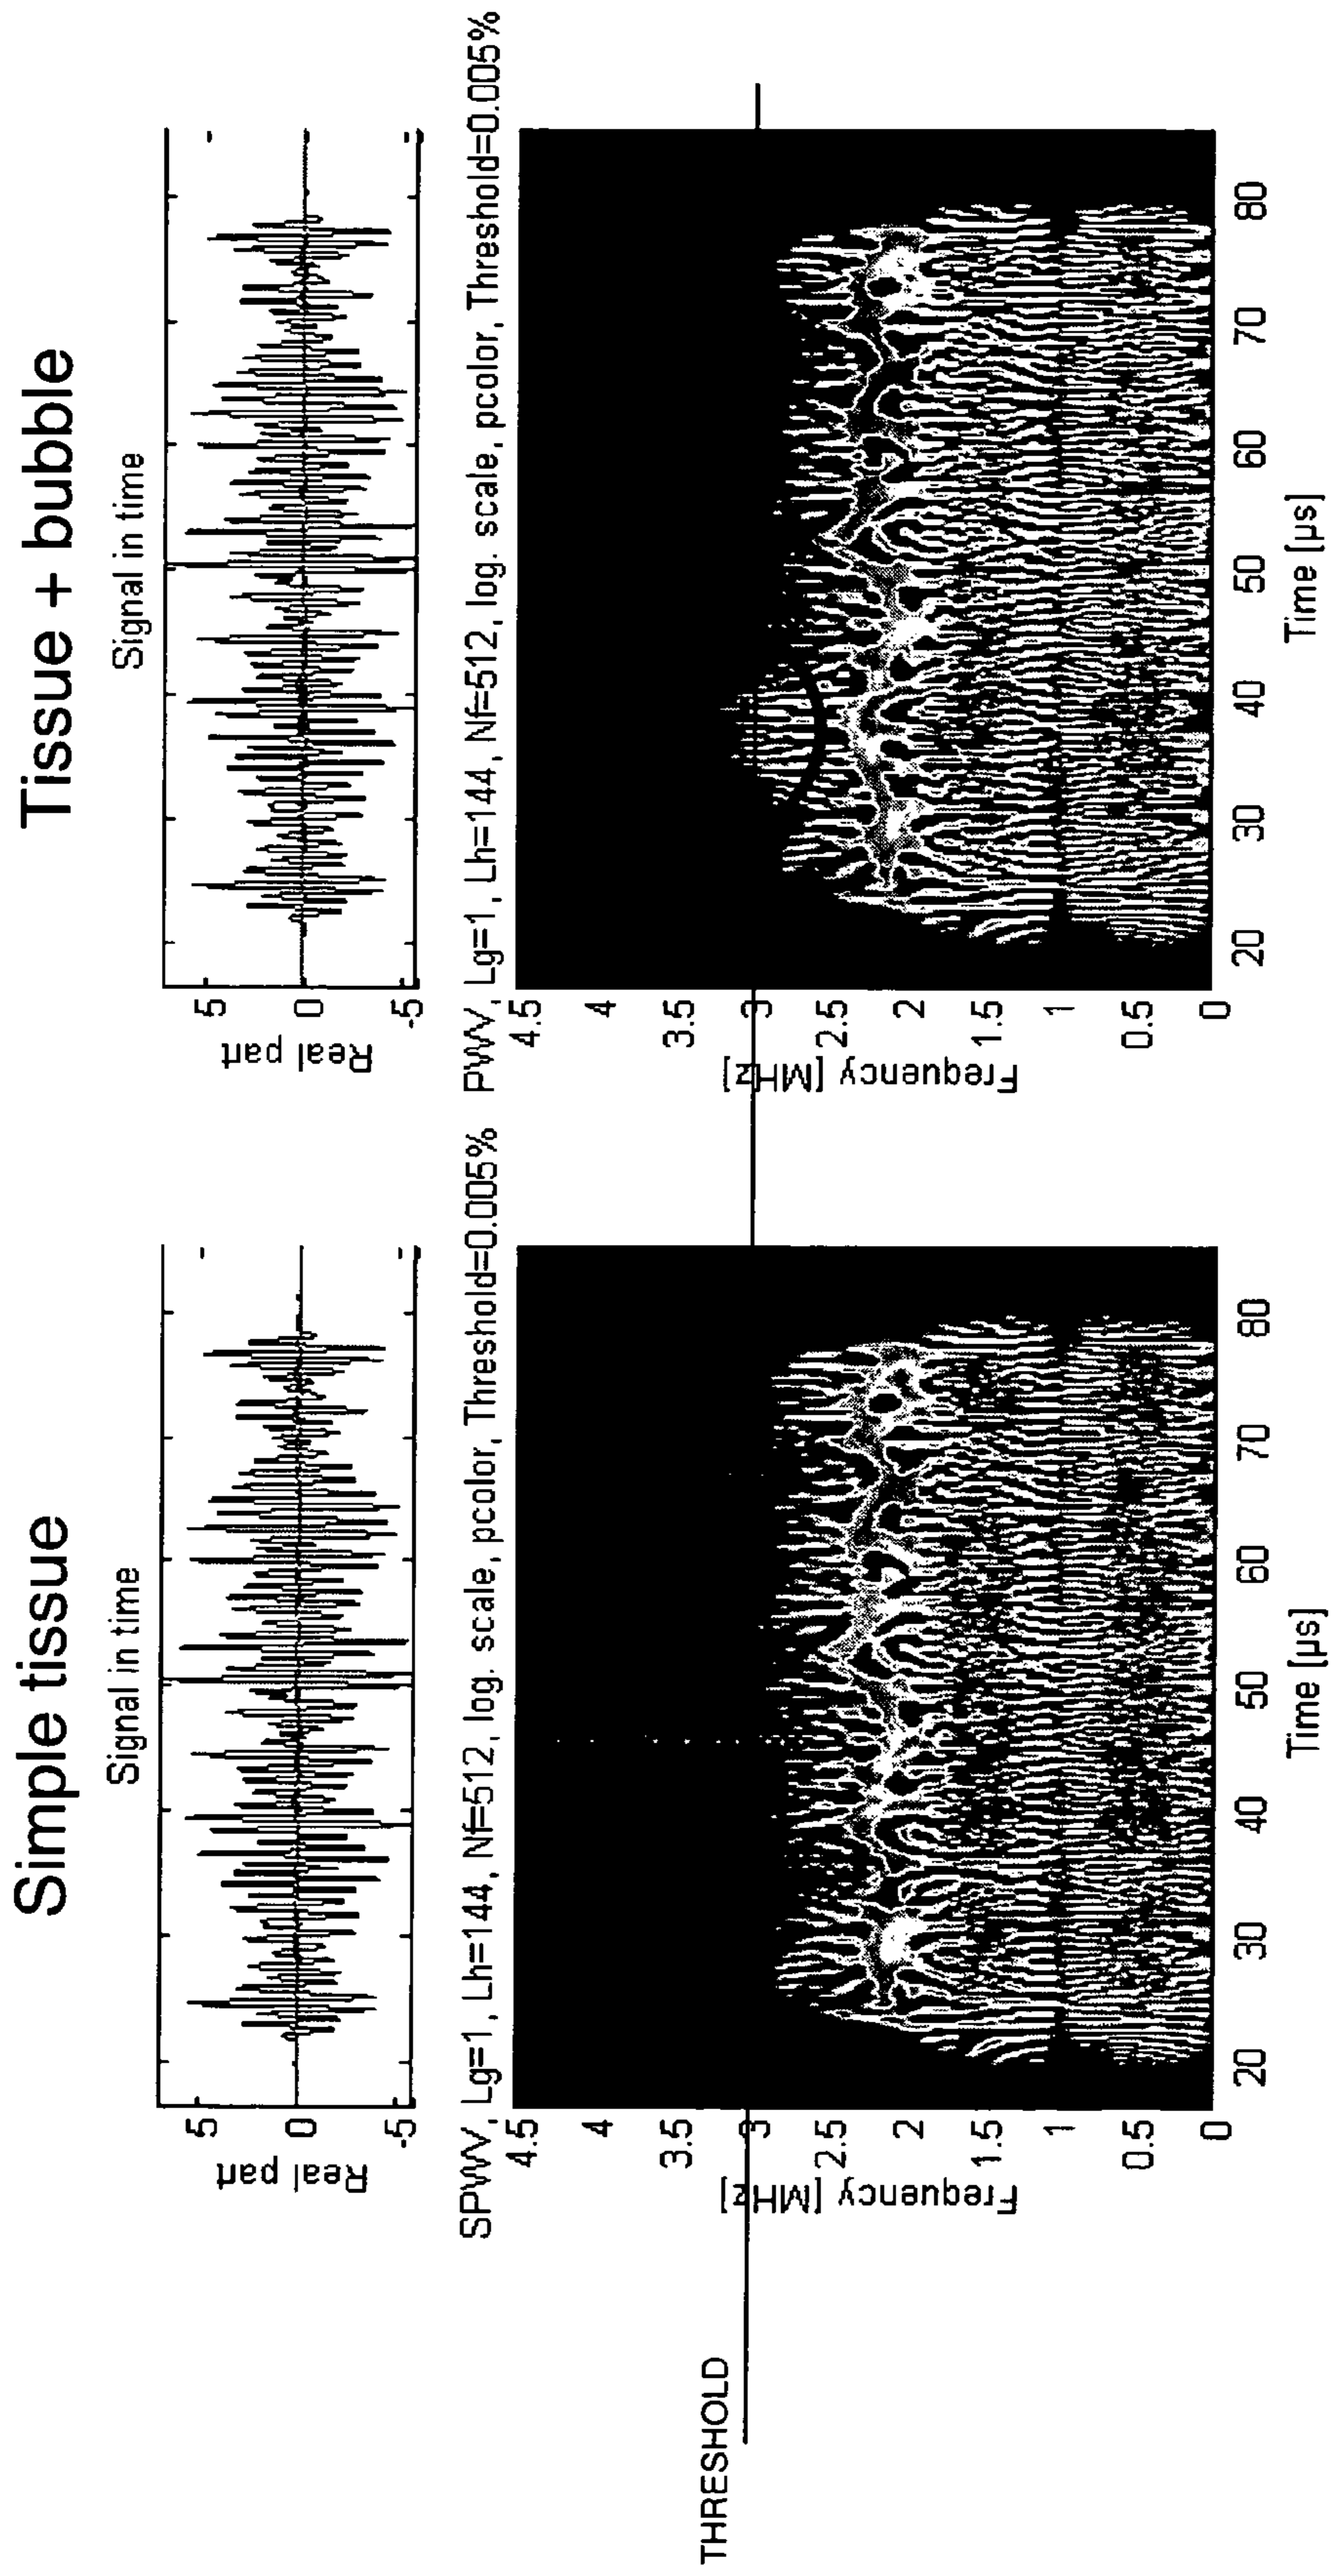 Simple tissue
Signal in time
5
0
-5
Real part
SPWV, Lg=1, Lh=144, Nf=512, log. scale, pcolor, Threshold=0.005%
4.5
4
3.5
3
2.5
2
1.5
1
0.5
0
Frequency [MHz]
20 30 40 50 60 70 80
Time [µs]
THRESHOLD
Tissue + bubble
Signal in time
5
0
-5
Real part
PWV, Lg=1, Lh=144, Nf=512, log. scale, pcolor, Threshold=0.005%
4.5
4
3.5
3
2.5
2
1.5
1
0.5
0
Frequency [MHz]
20 30 40 50 60 70 80
Time [µs]